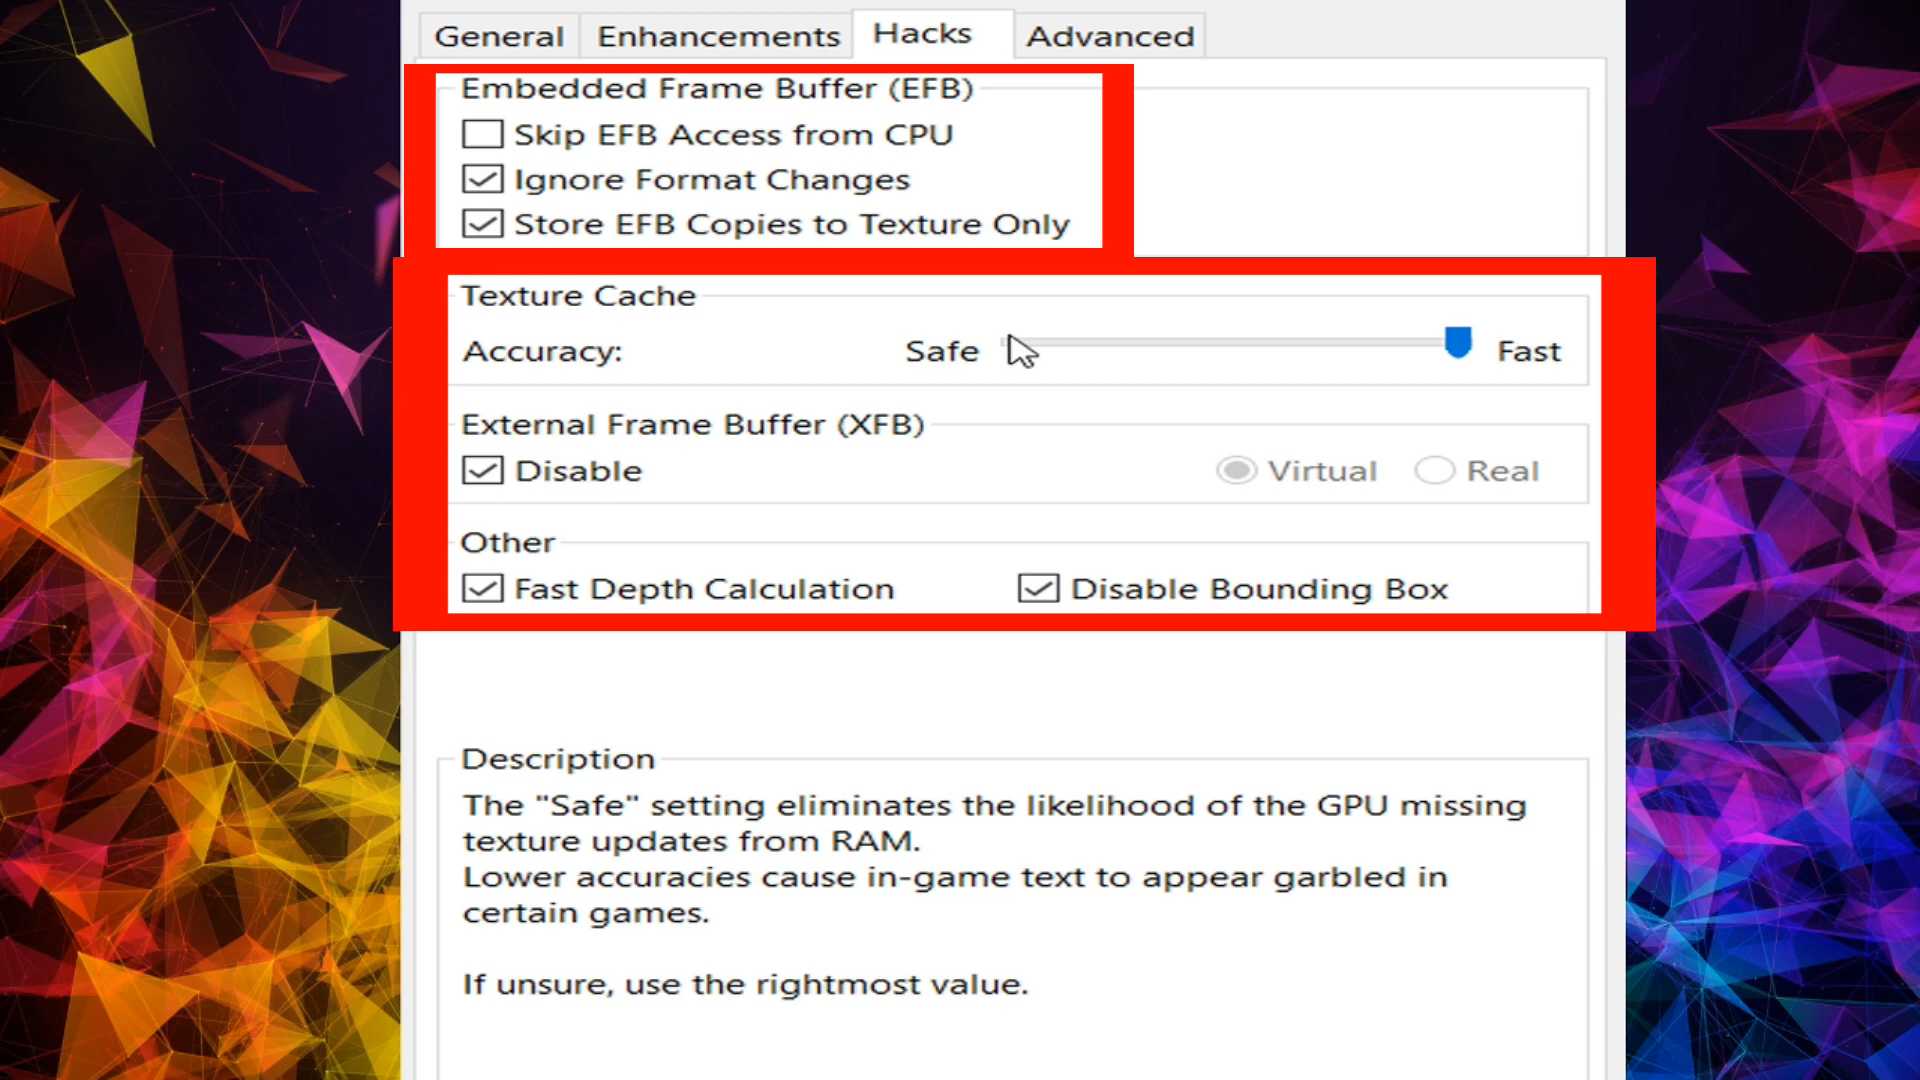 General Enhancements Hacks Advanced
Embedded Frame Buffer (EFB)
Skip EFB Access from CPU
Ignore Format Changes
Store EFB Copies to Texture Only
Texture Cache
Accuracy: Safe Fast
External Frame Buffer (XFB)
Disable Virtual Real
Other
Fast Depth Calculation Disable Bounding Box
Description
The "Safe" setting eliminates the likelihood of the GPU missing
texture updates from RAM.
Lower accuracies cause in-game text to appear garbled in
certain games.
If unsure, use the rightmost value.